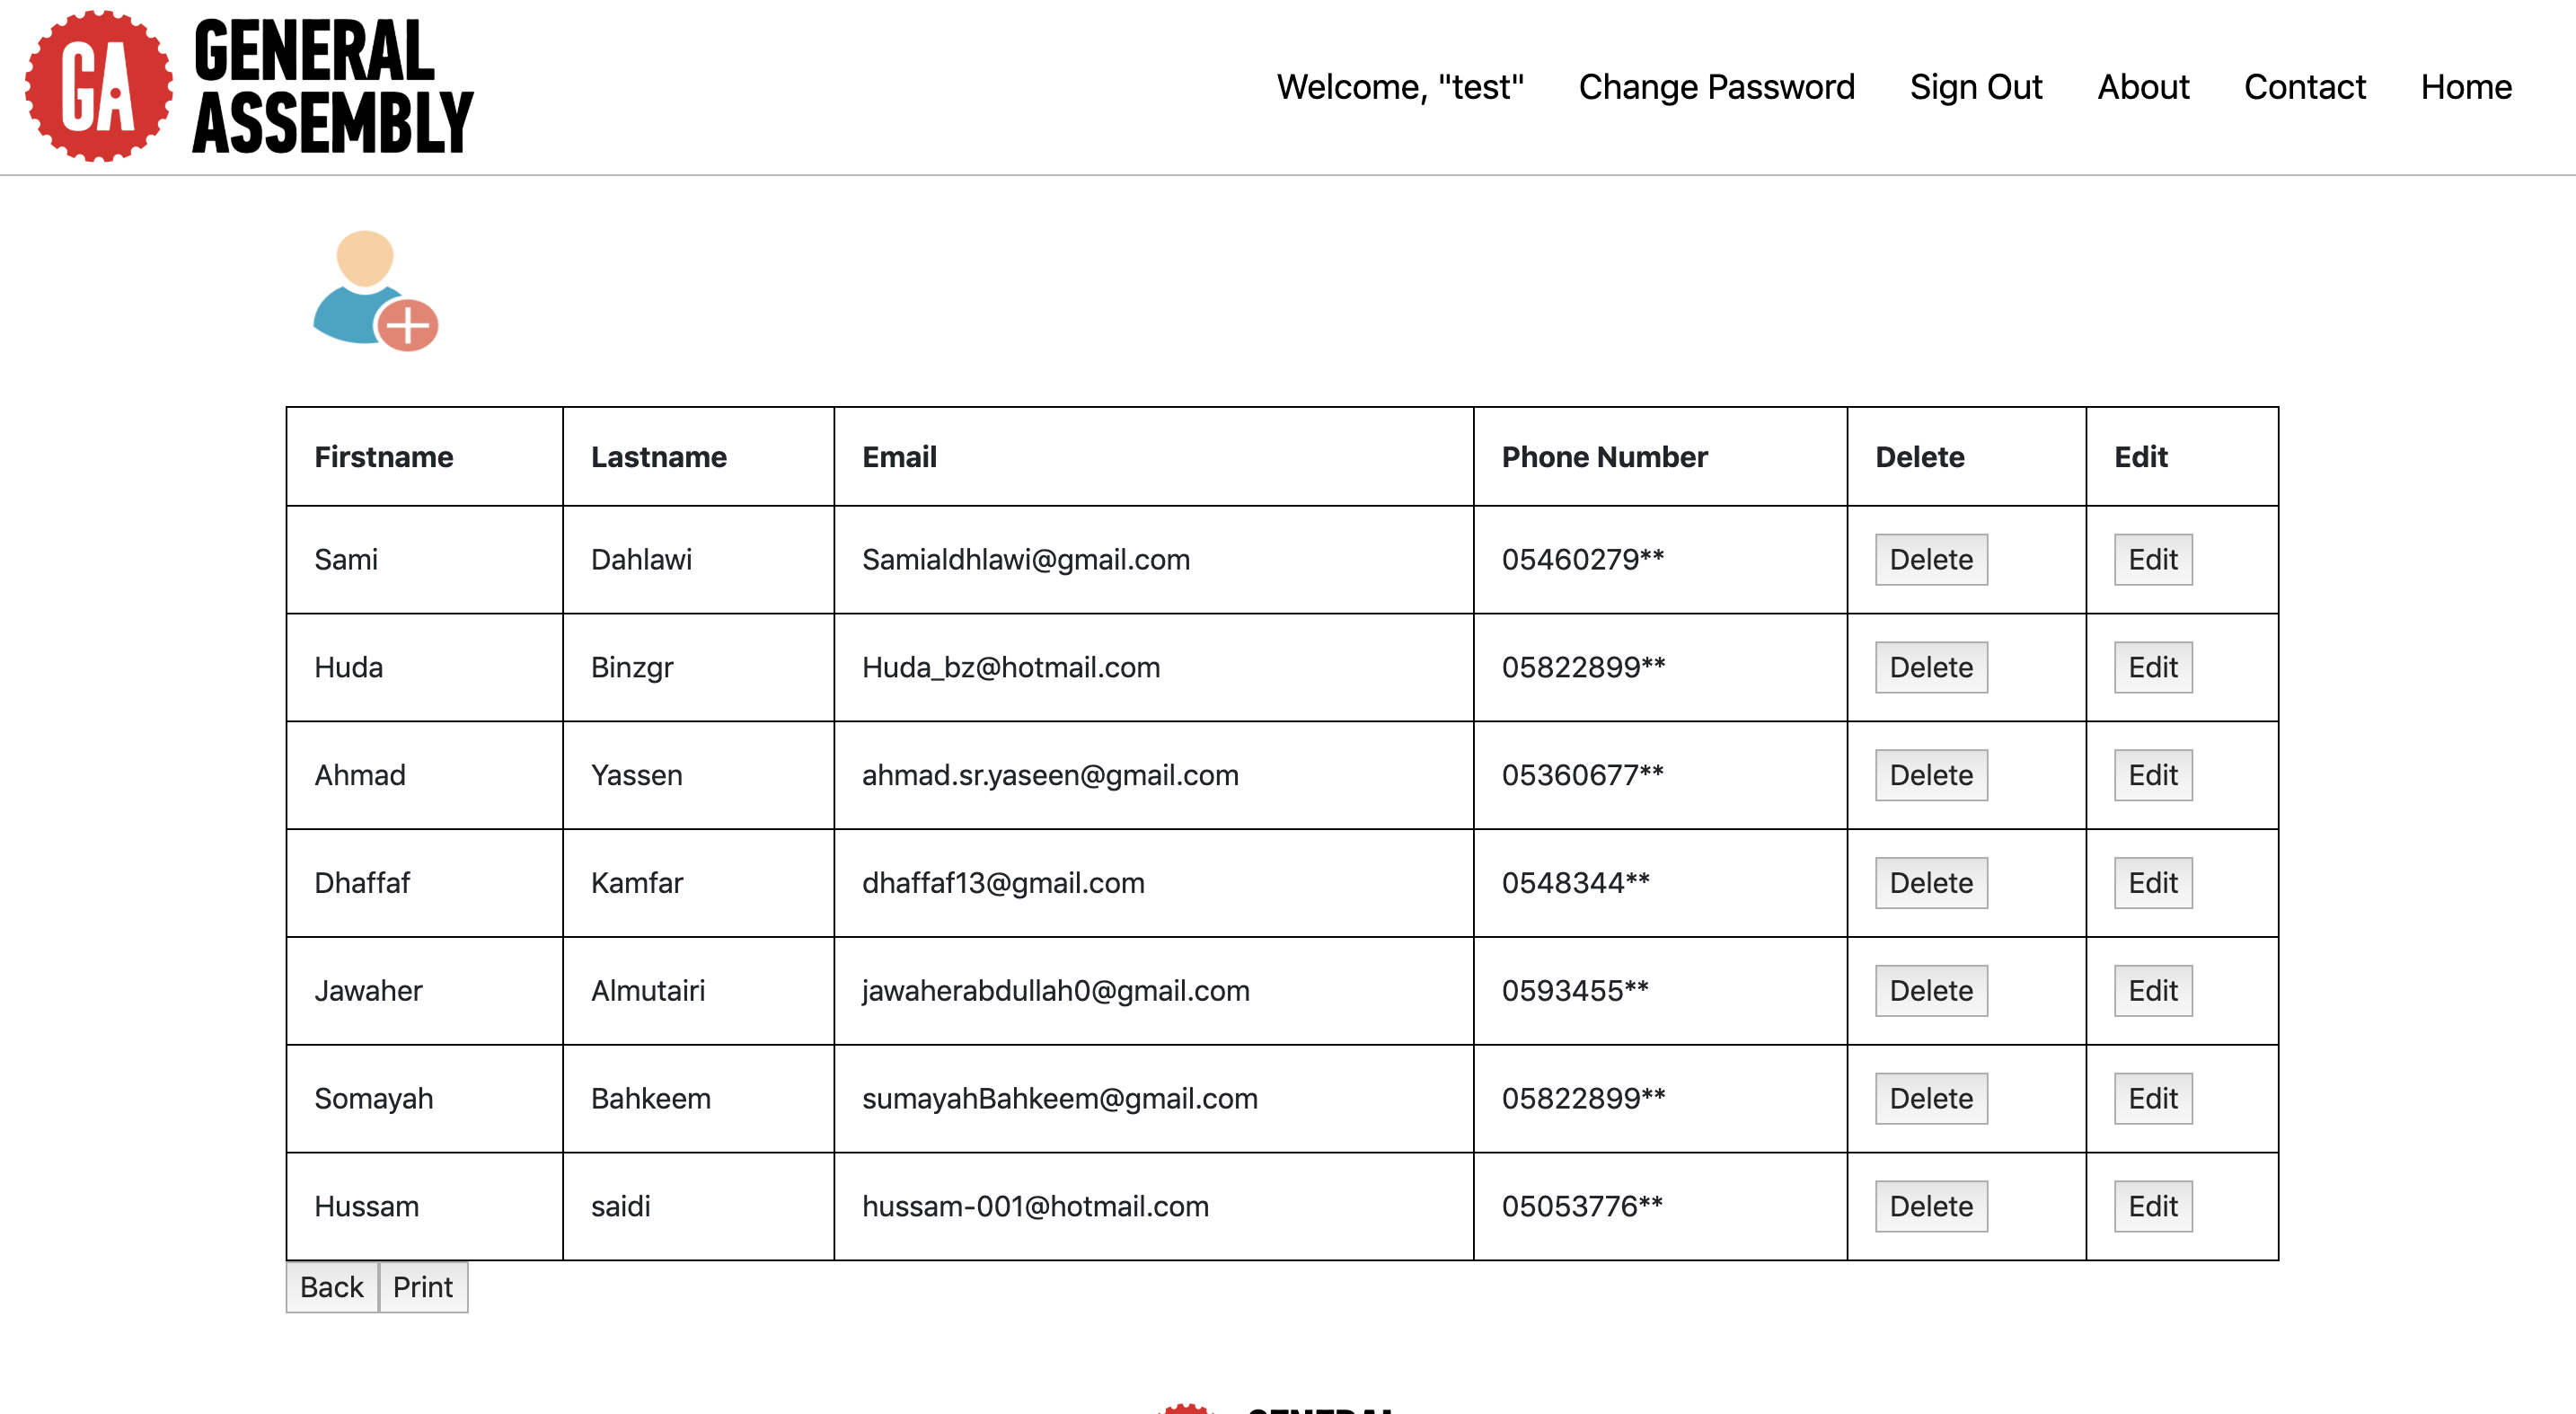 GA GENERAL
ASSEMBLY
Welcome, "test" Change Password Sign Out About Contact Home
Firstname Lastname Email Phone Number Delete Edit
Sami Dahlawi Samialdhlawi@gmail.com 05460279** Delete Edit
Huda Binzgr Huda_bz@hotmail.com 05822899** Delete Edit
Ahmad Yassen ahmad.sr.yaseen@gmail.com 05360677** Delete Edit
Dhaffaf Kamfar dhaffaf13@gmail.com 0548344** Delete Edit
Jawaher Almutairi jawaherabdullah0@gmail.com 0593455** Delete Edit
Somayah Bahkeem sumayahBahkeem@gmail.com 05822899** Delete Edit
Hussam saidi hussam-001@hotmail.com 05053776** Delete Edit
Back Print